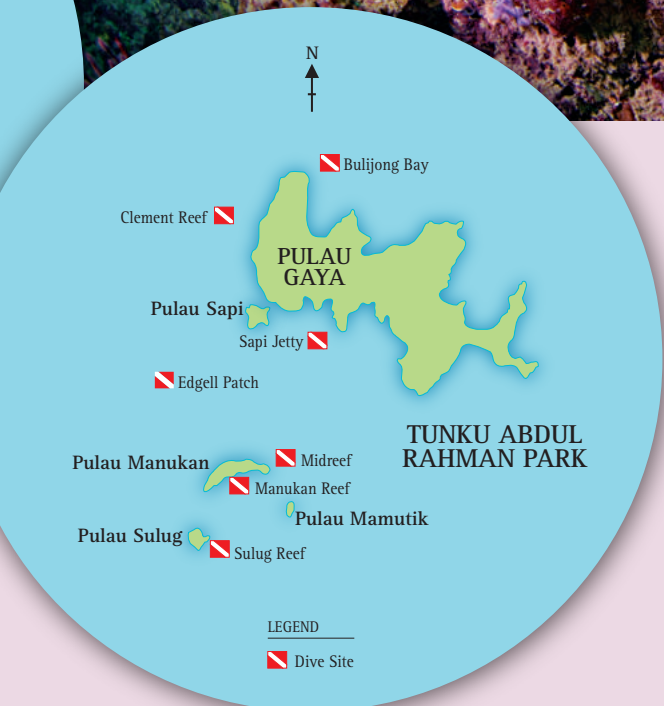 N
Bulijong Bay
Clement Reef
PULAU
GAYA
Pulau Sapi
Sapi Jetty
Edgell Patch
TUNKU ABDUL
RAHMAN PARK
Pulau Manukan
Midreef
Manukan Reef
Pulau Mamutik
Pulau Sulug
Sulug Reef
LEGEND
Dive Site